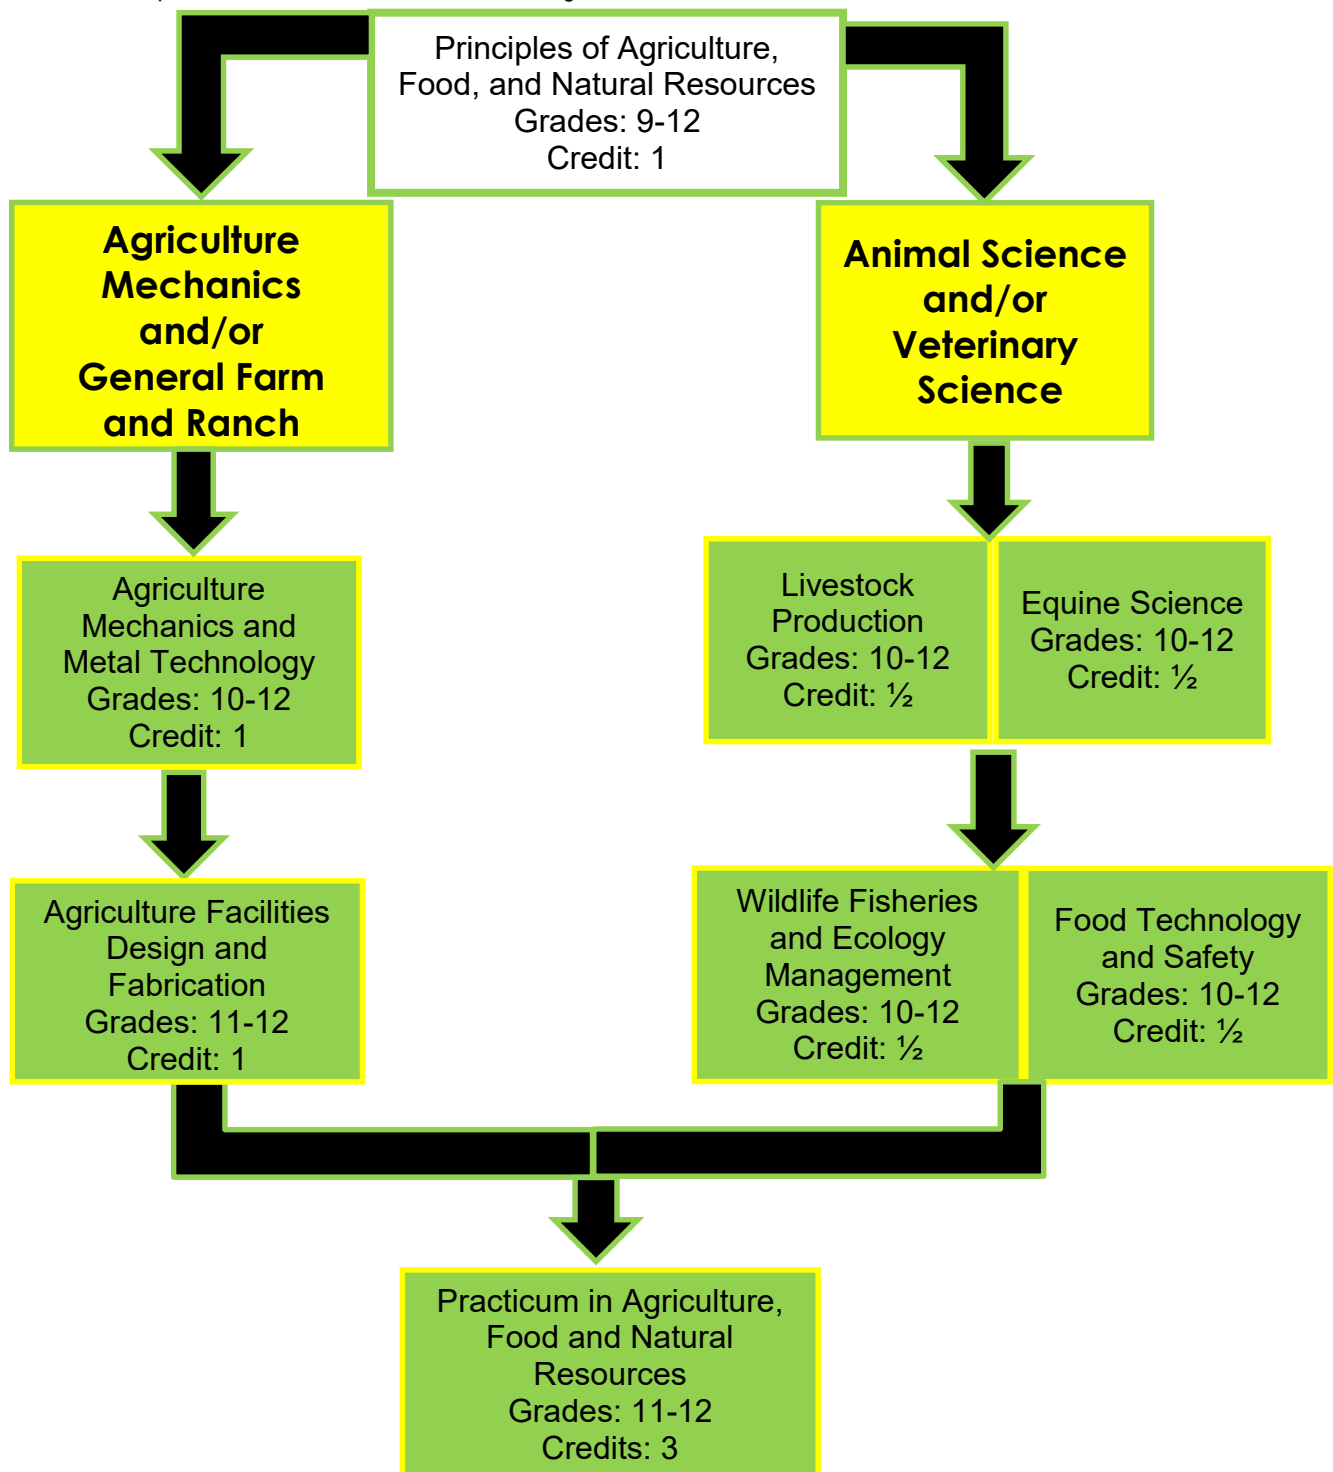 Principles of Agriculture,
Food, and Natural Resources
Grades: 9-12
Credit: 1
Agriculture
Mechanics
and/or
General Farm
and Ranch
Animal Science
and/or
Veterinary
Science
Agriculture
Mechanics and
Metal Technology
Grades: 10-12
Credit: 1
Livestock
Production
Grades: 10-12
Credit: ½
Equine Science
Grades: 10-12
Credit: ½
Agriculture Facilities
Design and
Fabrication
Grades: 11-12
Credit: 1
Wildlife Fisheries
and Ecology
Management
Grades: 10-12
Credit: ½
Food Technology
and Safety
Grades: 10-12
Credit: ½
Practicum in Agriculture,
Food and Natural
Resources
Grades: 11-12
Credits: 3